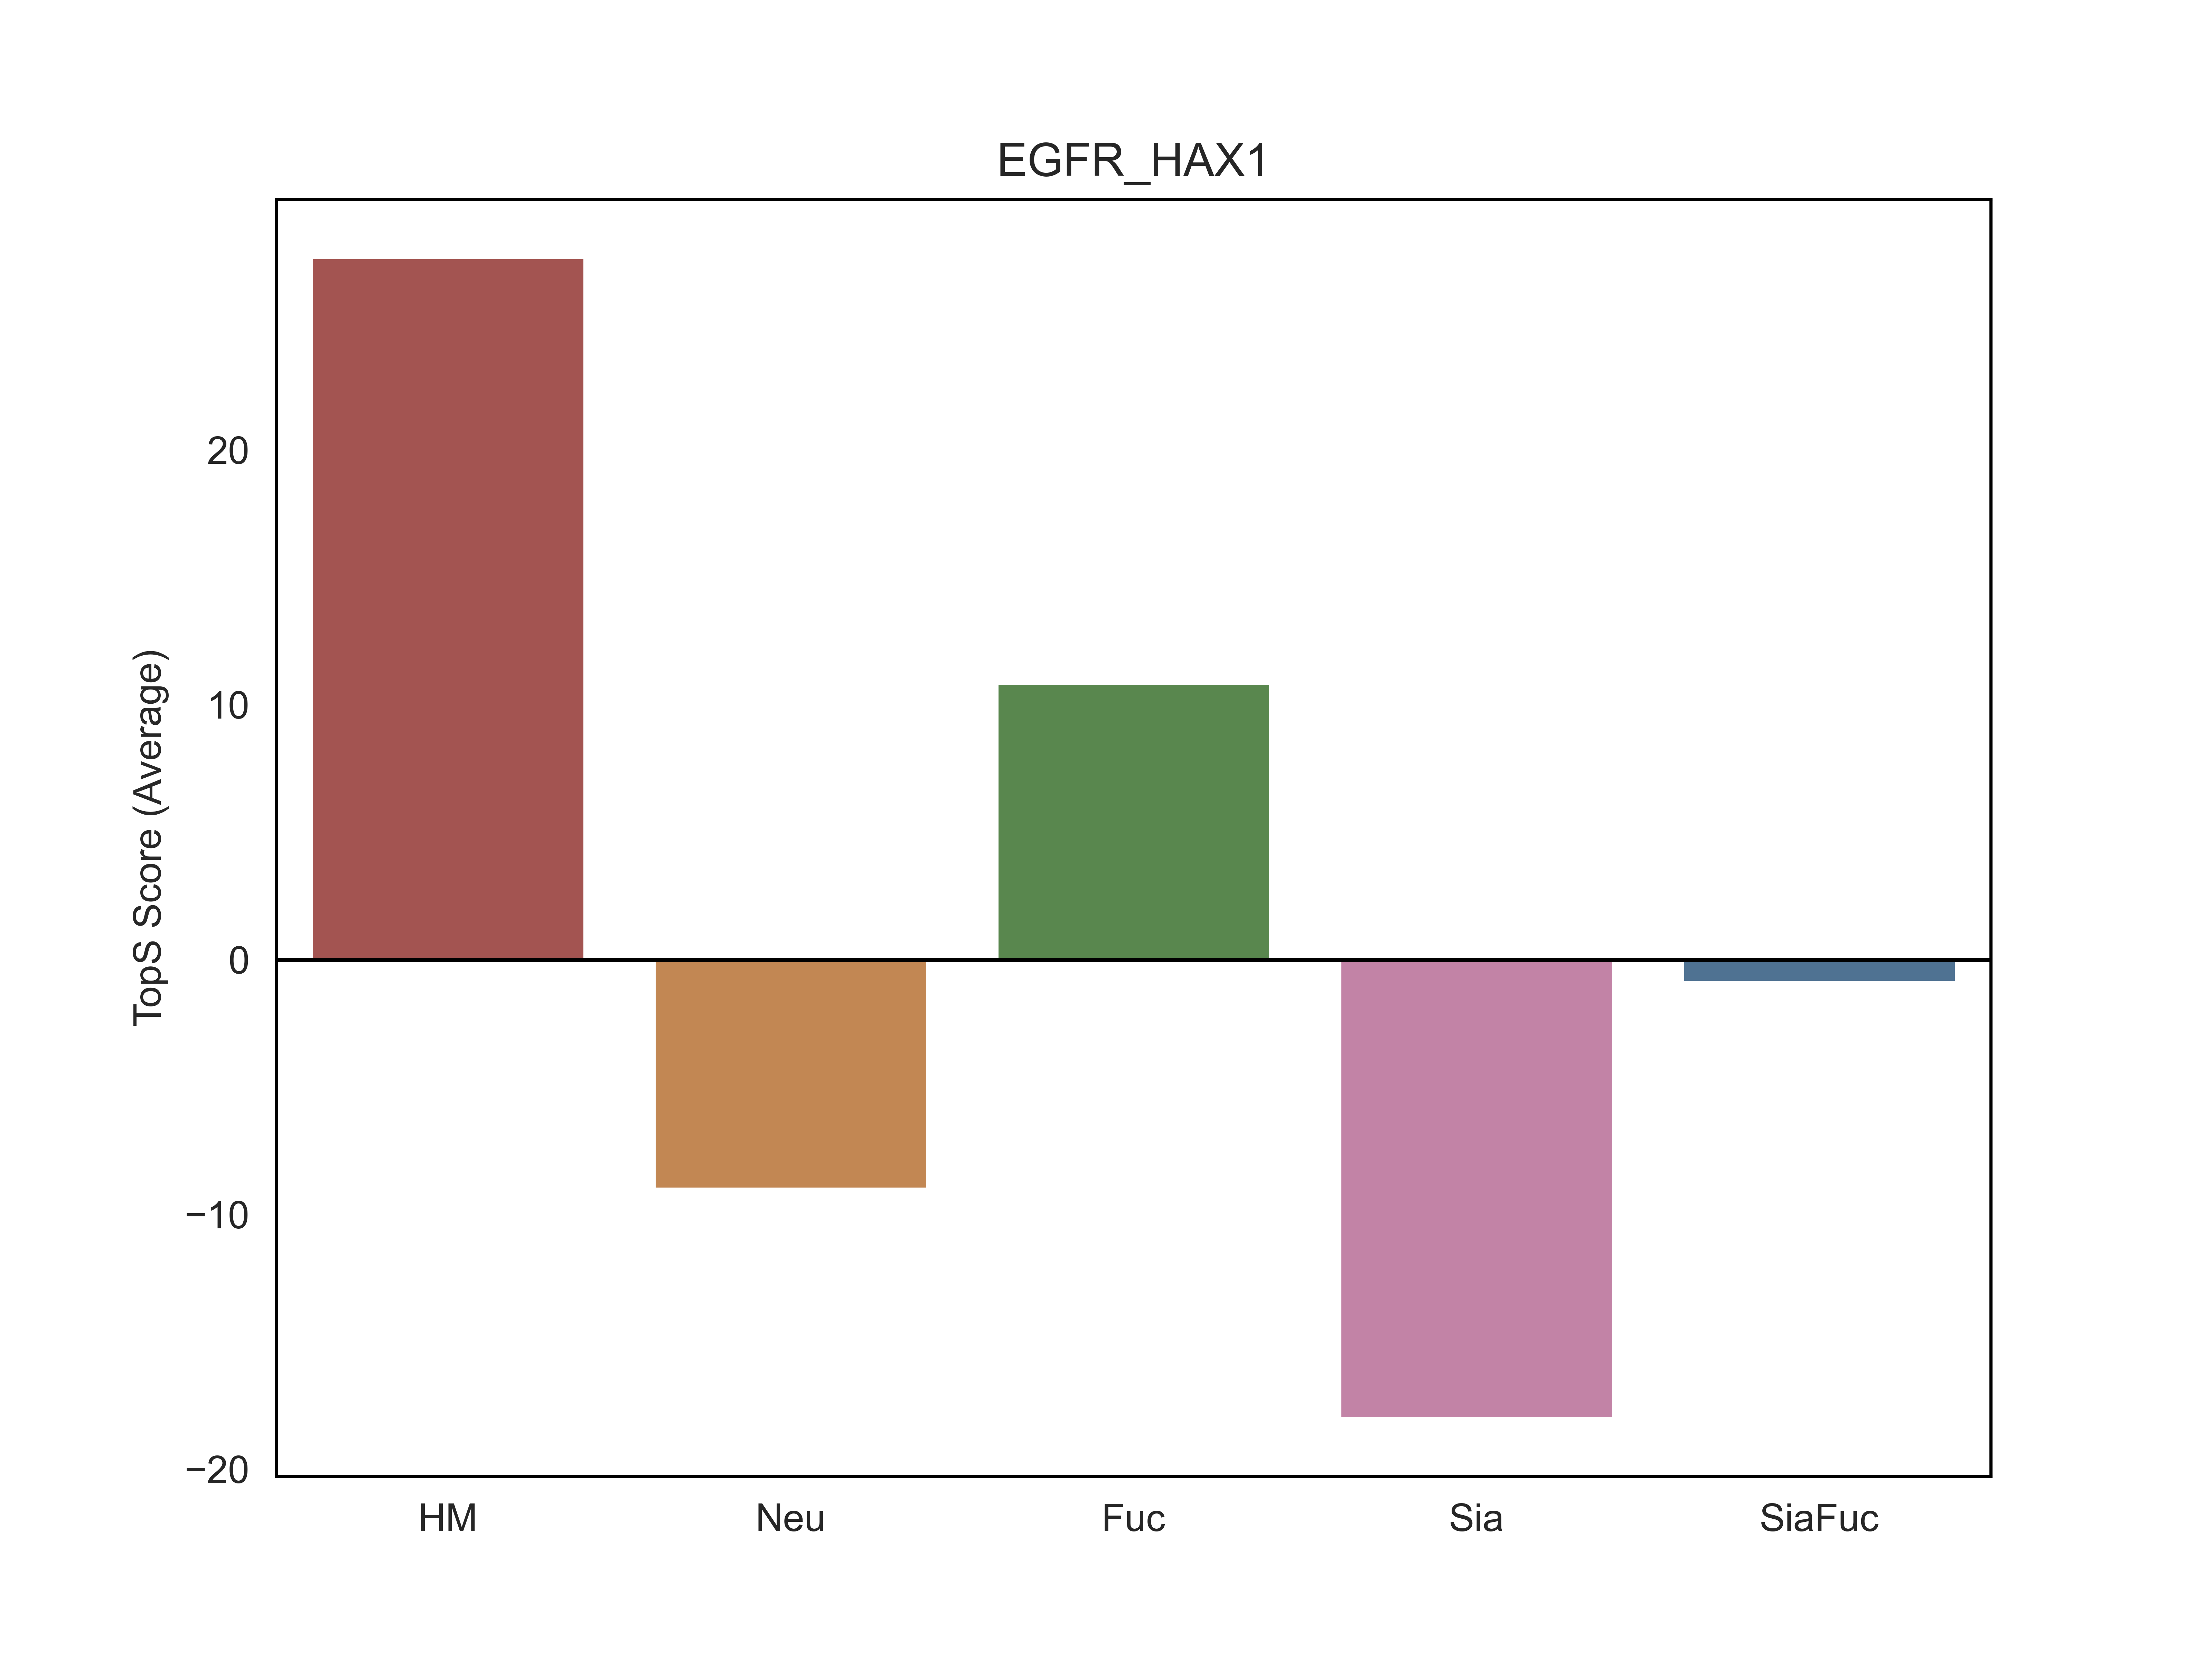 EGFR_HAX1
TopS Score (Average)
20
10
0
−10
−20
HM
Neu
Fuc
Sia
SiaFuc